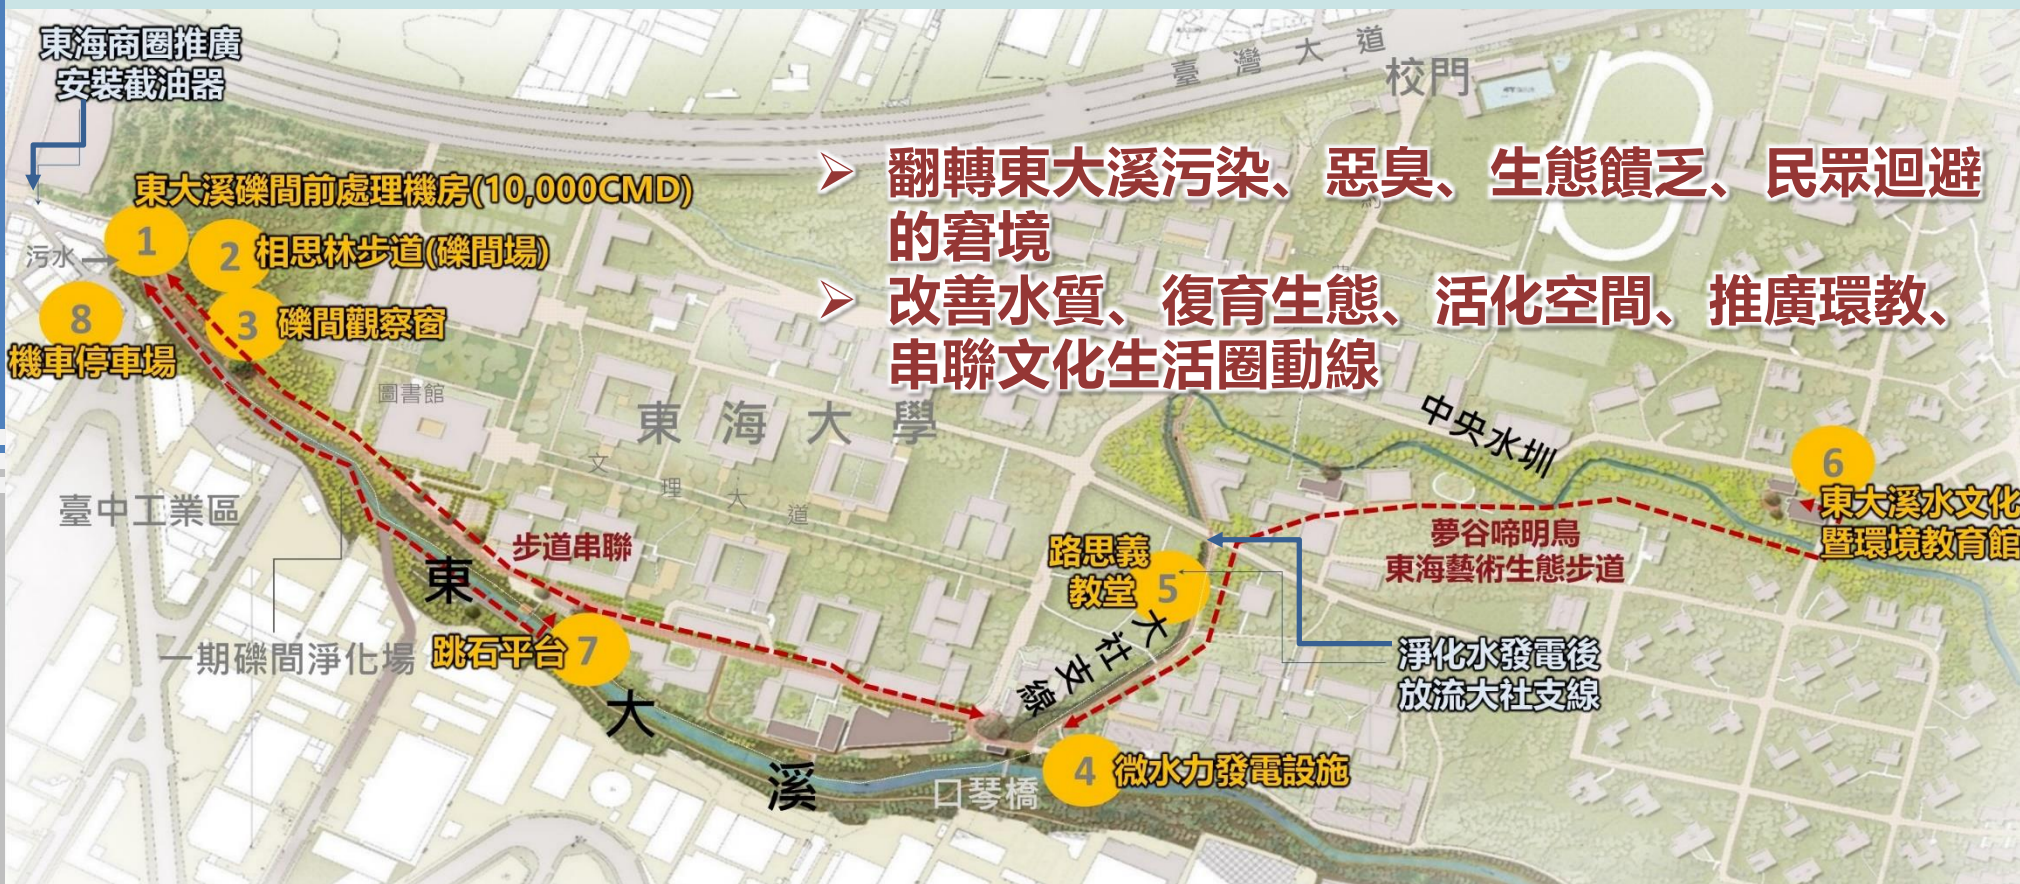 東海商圈推廣
安裝截油器
臺灣大道
校門
翻轉東大溪污染、惡臭、生態饋乏、民眾迴避
的窘境
改善水質、復育生態、活化空間、推廣環教、
串聯文化生活圈動線
東大溪礫間前處理機房(10,000CMD)
1
2
相思林步道(礫間場)
污水
8
3
礫間觀察窗
機車停車場
圖書館
東海大學
文理大道
中央水圳
6
東大溪水文化
暨環境教育館
臺中工業區
步道串聯
夢谷啼明鳥
東海藝術生態步道
路思義
教堂
5
大社支線
東大溪
一期礫間淨化場
跳石平台
7
淨化水發電後
放流大社支線
口琴橋
4
微水力發電設施